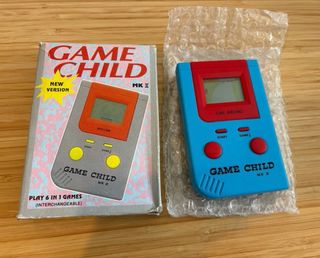 GAME
CHILD
MK II
NEW
VERSION
GAME CHILD
MK II
PLAY 6 IN 1 GAMES
(INTERCHANGEABLE)
START
GAME CHILD
MK II